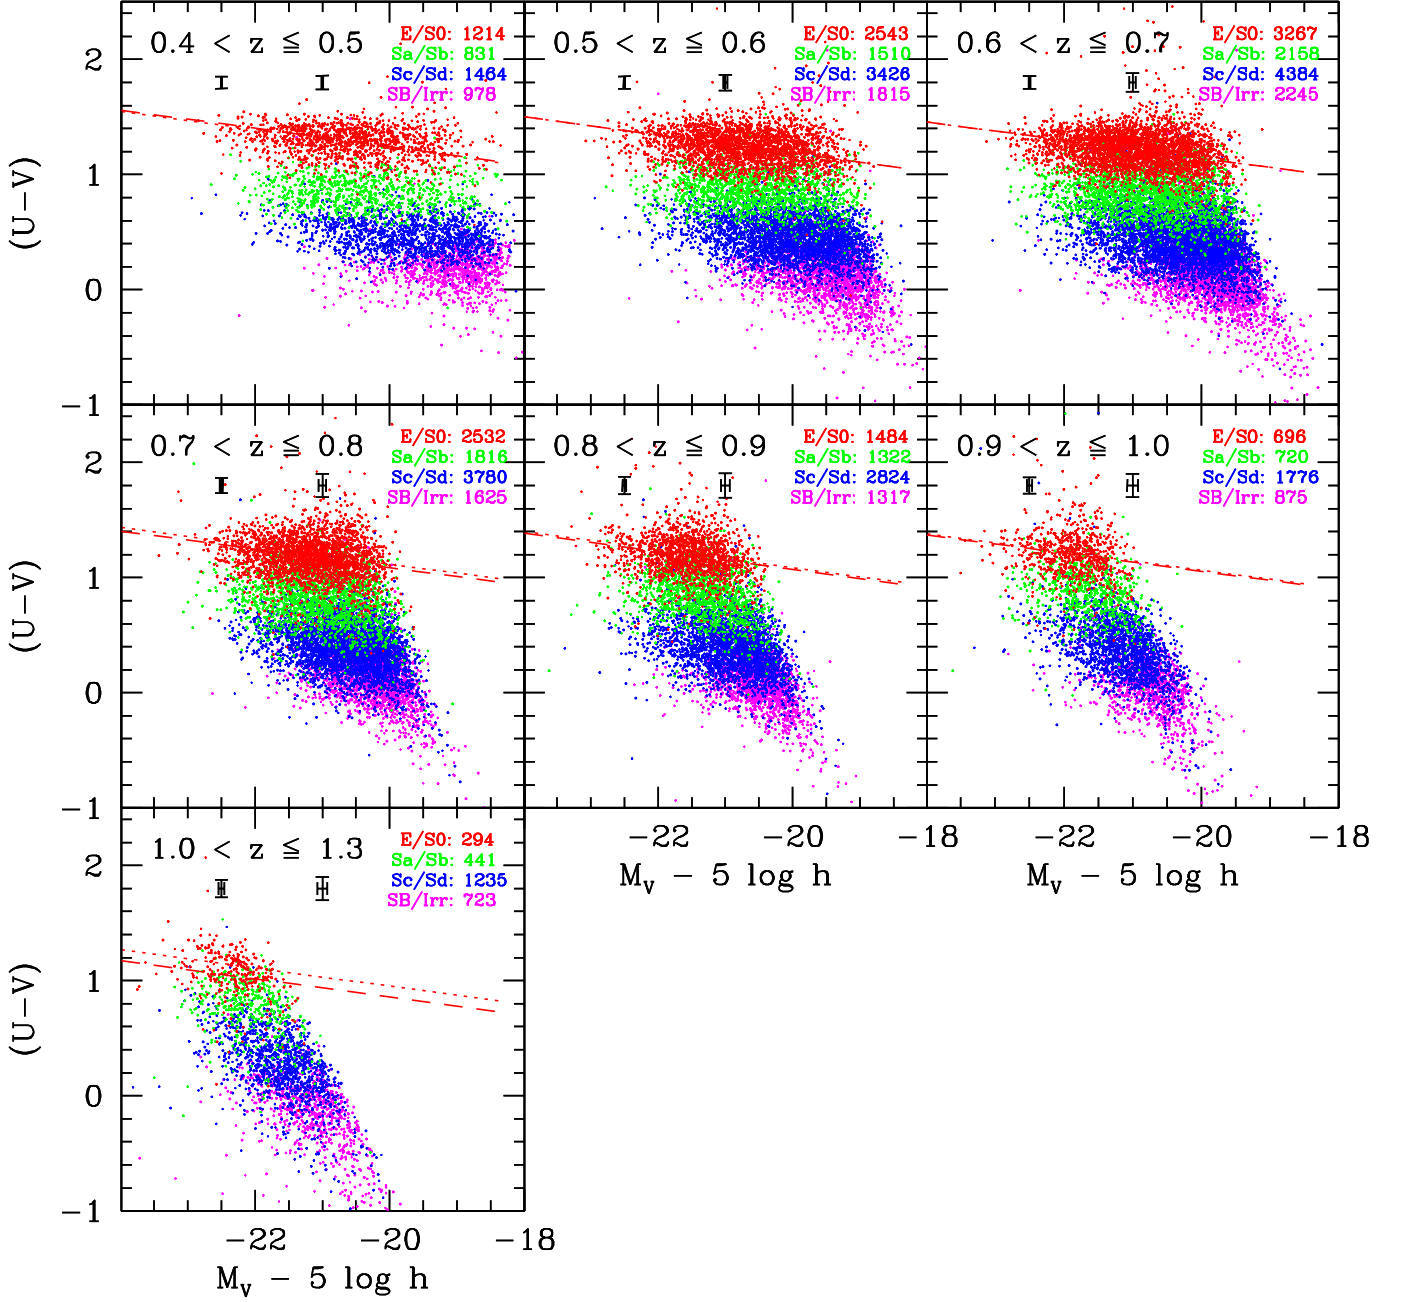 0.4 < z ≦ 0.5
E/S0: 1214
Sa/Sb: 831
Sc/Sd: 1464
SB/Irr: 978
0.5 < z ≦ 0.6
E/S0: 2543
Sa/Sb: 1510
Sc/Sd: 3426
SB/Irr: 1815
0.6 < z ≦ 0.7
E/S0: 3267
Sa/Sb: 2158
Sc/Sd: 4384
SB/Irr: 2245
2
1
0
−1
(U−V)
0.7 < z ≦ 0.8
E/S0: 2532
Sa/Sb: 1816
Sc/Sd: 3780
SB/Irr: 1625
0.8 < z ≦ 0.9
E/S0: 1484
Sa/Sb: 1322
Sc/Sd: 2824
SB/Irr: 1317
0.9 < z ≦ 1.0
E/S0: 696
Sa/Sb: 720
Sc/Sd: 1776
SB/Irr: 875
2
1
0
−1
(U−V)
−22 −20 −18
−22 −20 −18
M_V − 5 log h
M_V − 5 log h
1.0 < z ≦ 1.3
E/S0: 294
Sa/Sb: 441
Sc/Sd: 1235
SB/Irr: 723
2
1
0
−1
(U−V)
−22 −20 −18
M_V − 5 log h